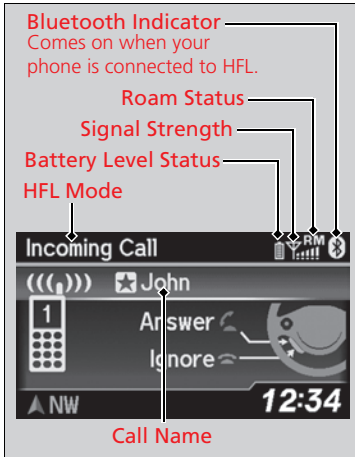 Bluetooth Indicator
Comes on when your
phone is connected to HFL.
Roam Status
Signal Strength
Battery Level Status
HFL Mode
Incoming Call
RM
John
1
Answer
Ignore
NW
12:34
Call Name